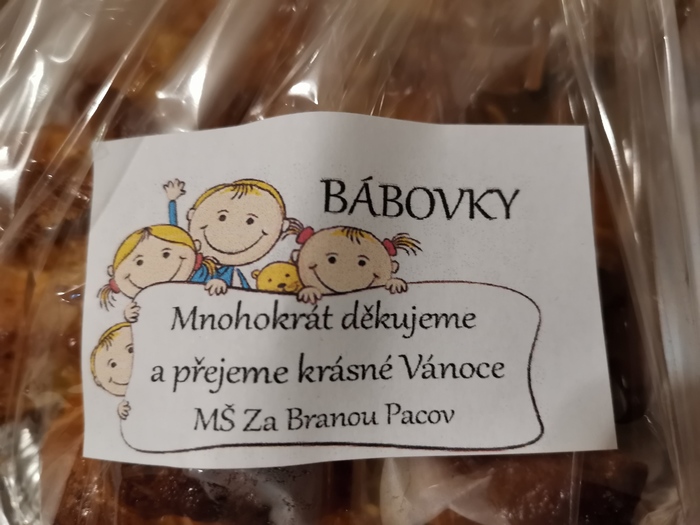 BÁBOVKY
Mnohokrát děkujeme
a přejeme krásné Vánoce
MŠ Za Branou Pacov